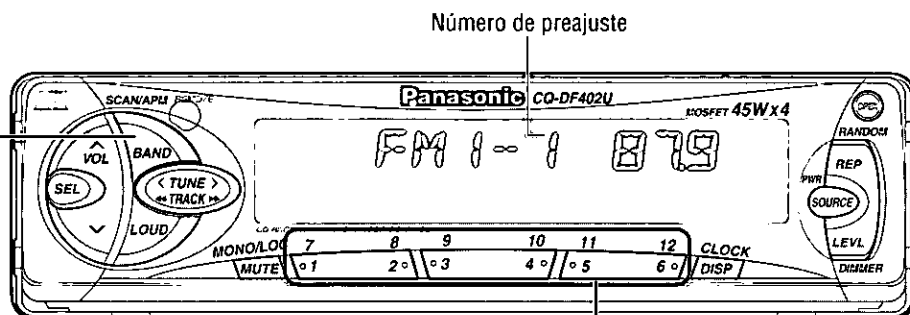 Número de preajuste
Panasonic CQ-DF402U
MOSFET 45Wx4
SCAN/APM REMOTE
OPEN
VOL
BAND
SEL
< TUNE >
TRACK
LOUD
FM1-1 87.9
RANDOM
REP
PWR
SOURCE
LEVL
DIMMER
MONO/LOC 7 8 9 10 11 12 CLOCK
MUTE 1 2 3 4 5 6 DISP